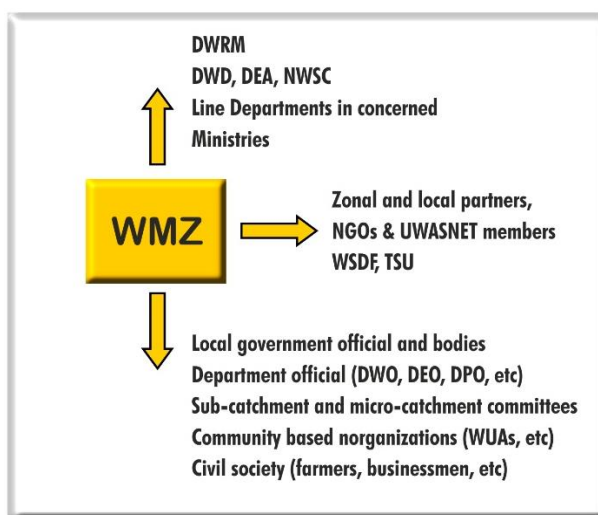 DWRM
DWD, DEA, NWSC
Line Departments in concerned
Ministries
WMZ
Zonal and local partners,
NGOs & UWASNET members
WSDF, TSU
Local government official and bodies
Department official (DWO, DEO, DPO, etc)
Sub-catchment and micro-catchment committees
Community based norganizations (WUAs, etc)
Civil society (farmers, businessmen, etc)